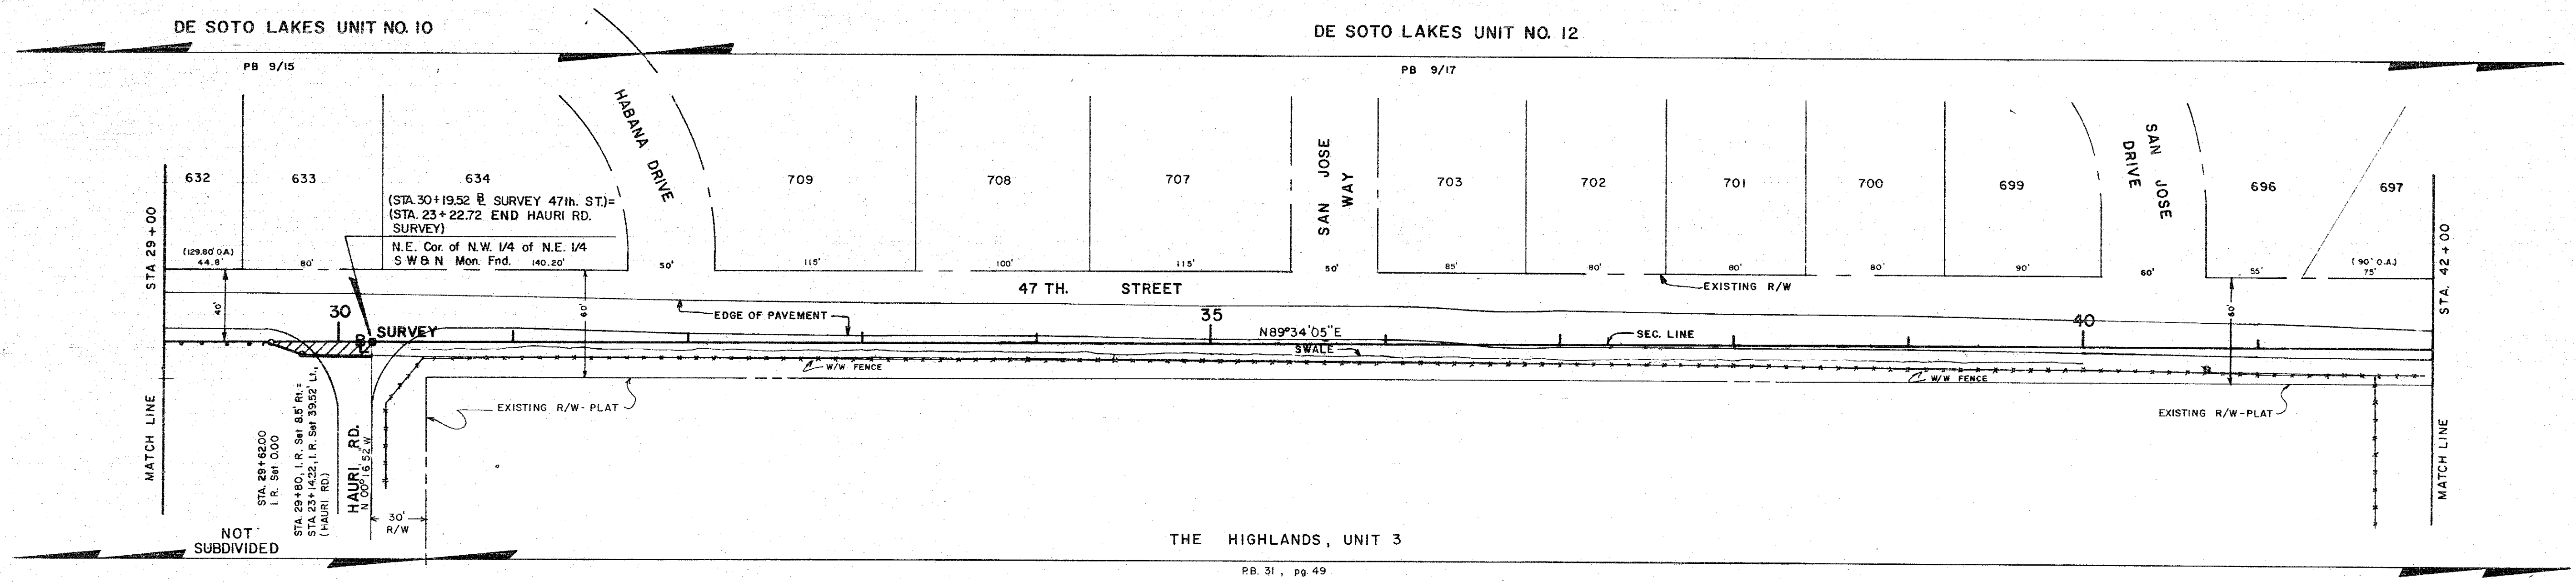 DE SOTO LAKES UNIT NO. 10
DE SOTO LAKES UNIT NO. 12
PB 9/15
PB 9/17
HABANA DRIVE
SAN JOSE
WAY
SAN JOSE
DRIVE
632
633
634
709
708
707
703
702
701
700
699
696
697
(STA. 30+19.52 ⅊ SURVEY 47th. ST.)=
(STA. 23+22.72 END HAURI RD.
SURVEY)
N.E. Cor. of N.W. 1/4 of N.E. 1/4
S W & N Mon. Fnd.
140.20'
STA 29+00
STA. 42+00
(129.80' O.A.)
44.8'
80'
50'
115'
100'
115'
50'
85'
80'
80'
80'
90'
60'
55'
(90' O.A.)
75'
40'
60'
60'
47 TH. STREET
EXISTING R/W
EDGE OF PAVEMENT
30
35
40
SURVEY
N89°34'05"E
SEC. LINE
SWALE
W/W FENCE
W/W FENCE
EXISTING R/W-PLAT
EXISTING R/W-PLAT
MATCH LINE
MATCH LINE
STA. 29+62.00
I.R. Set 0.00
STA. 29+80, I.R. Set 8.5' Rt.=
STA. 23+14.22, I.R. Set 39.52' Lt.,
(HAURI RD.)
HAURI RD.
N 00° 16' 52" W
30'
R/W
NOT
SUBDIVIDED
THE HIGHLANDS, UNIT 3
P.B. 31, pg. 49